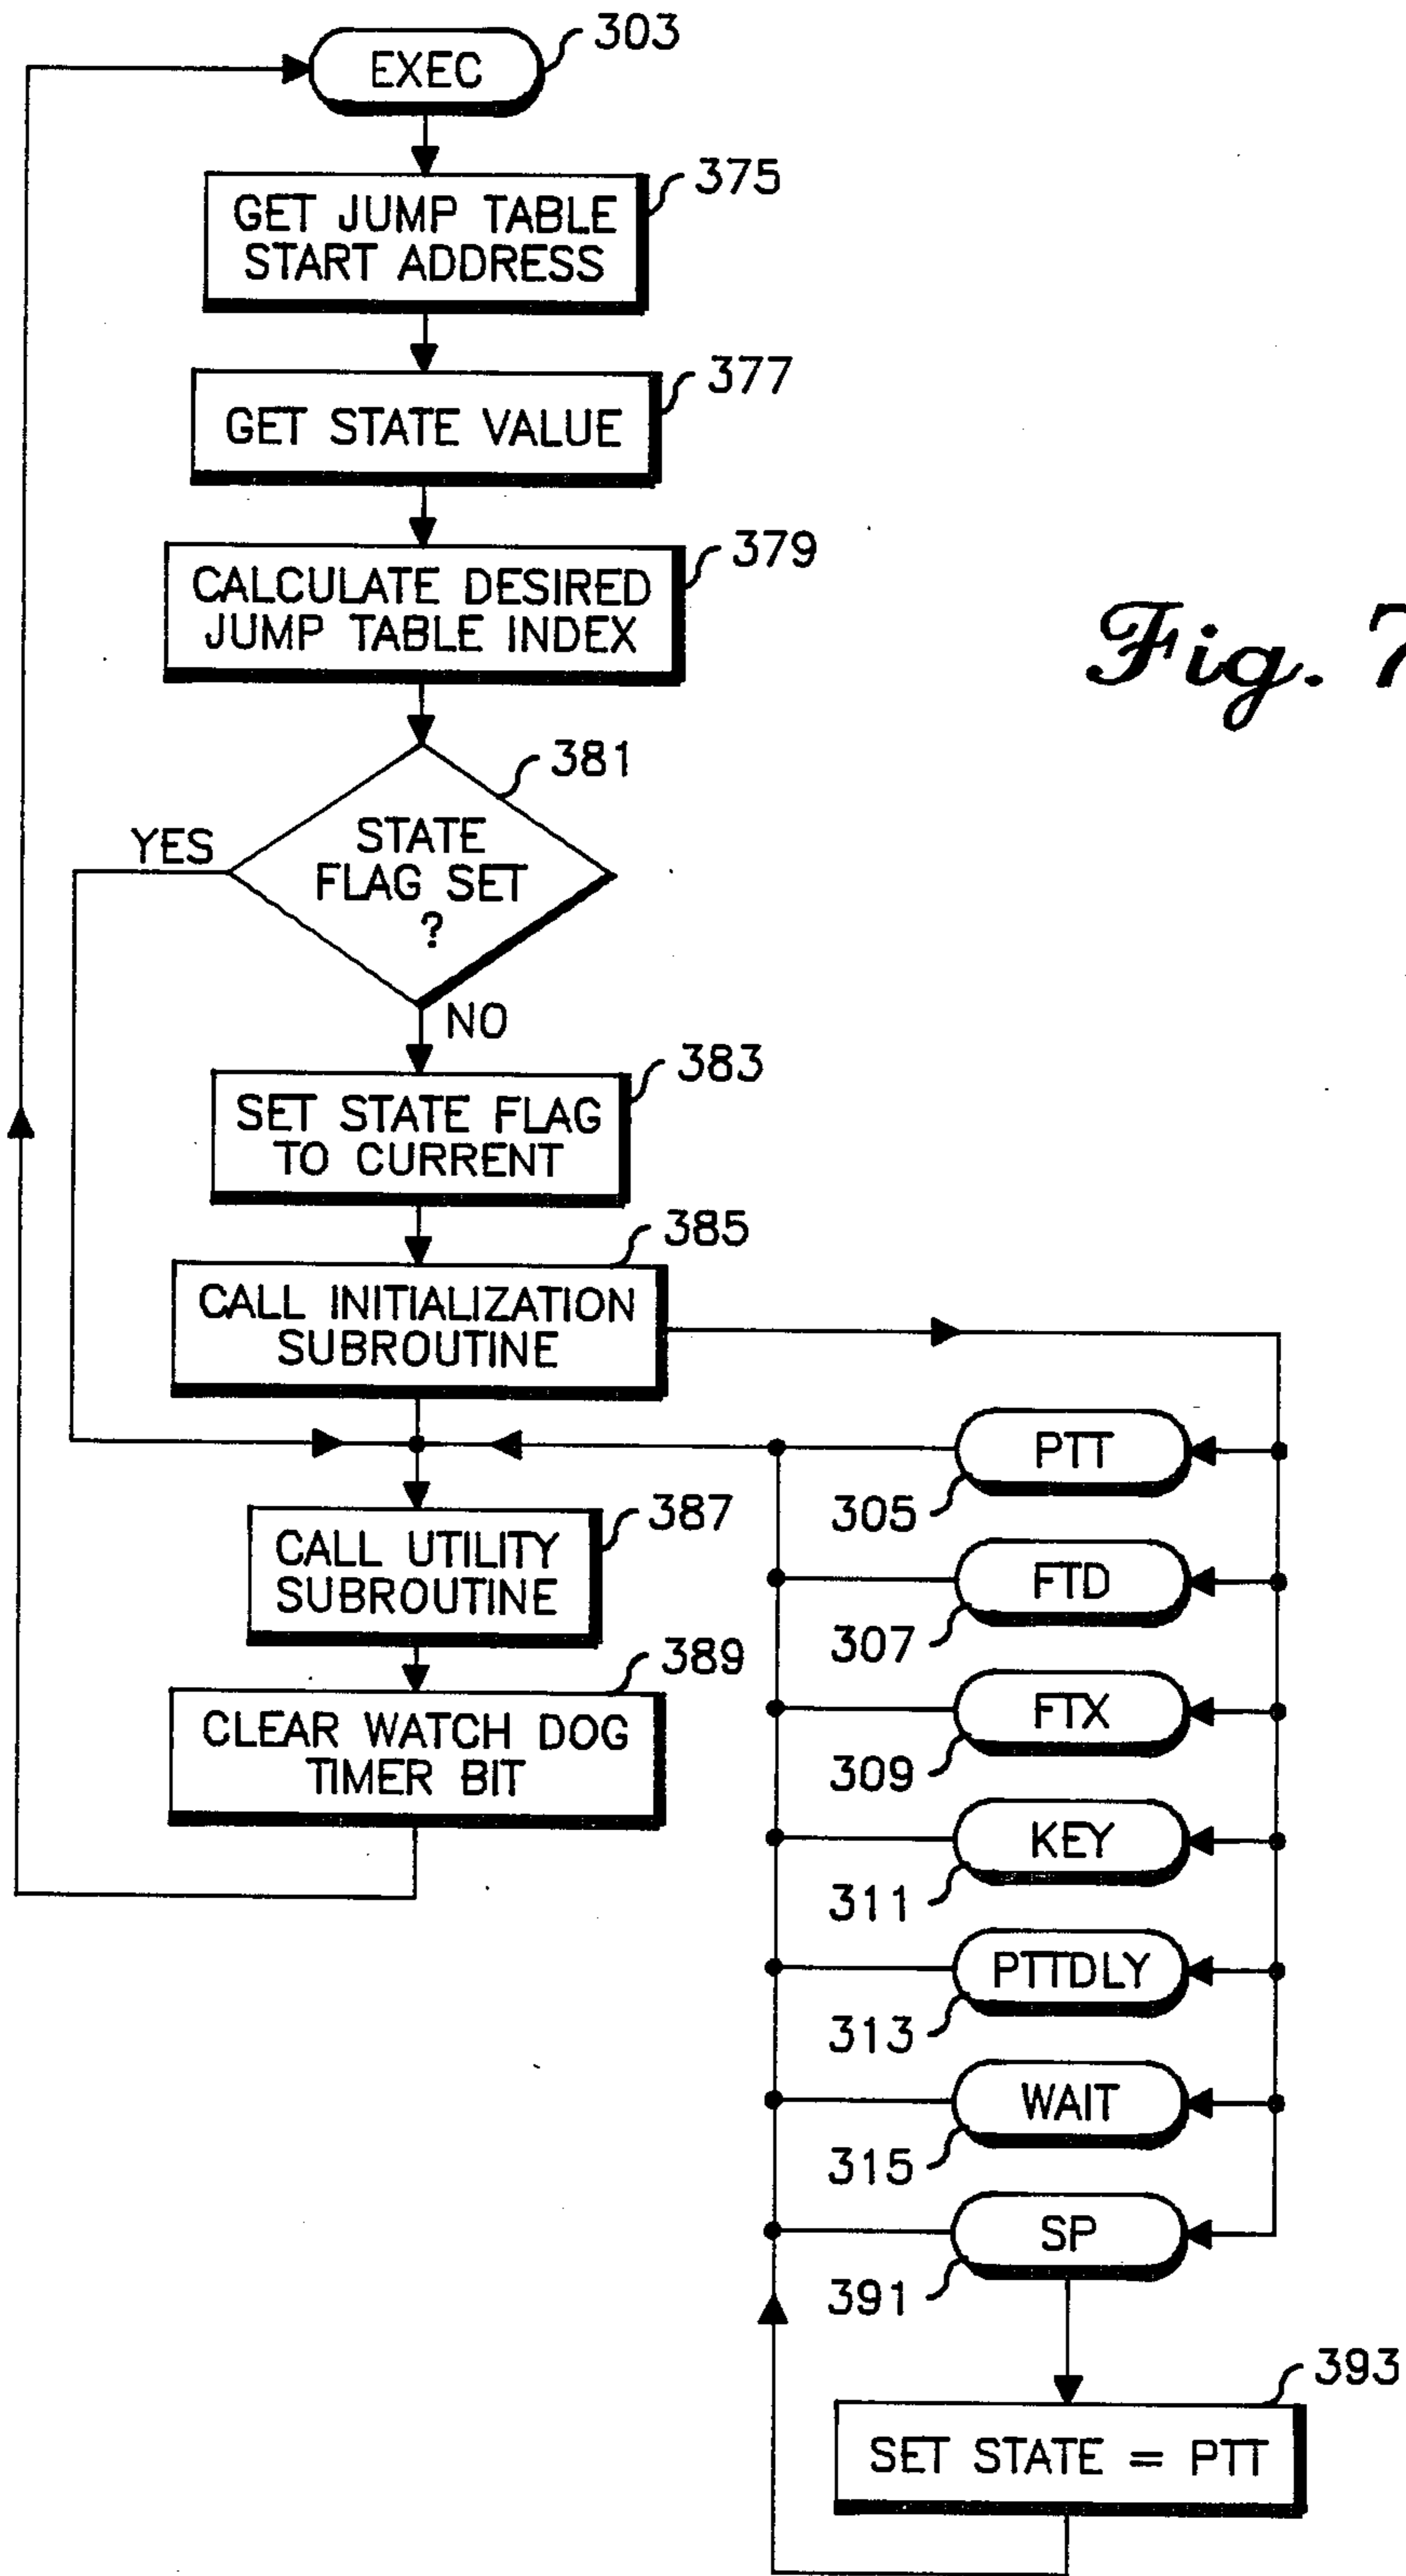 303
EXEC
375
GET JUMP TABLE
START ADDRESS
377
GET STATE VALUE
379
CALCULATE DESIRED
JUMP TABLE INDEX
Fig. 7
381
YES
STATE
FLAG SET
?
NO
383
SET STATE FLAG
TO CURRENT
385
CALL INITIALIZATION
SUBROUTINE
PTT
305
387
CALL UTILITY
SUBROUTINE
FTD
307
389
CLEAR WATCH DOG
TIMER BIT
FTX
309
KEY
311
PTTDLY
313
WAIT
315
SP
391
393
SET STATE = PTT